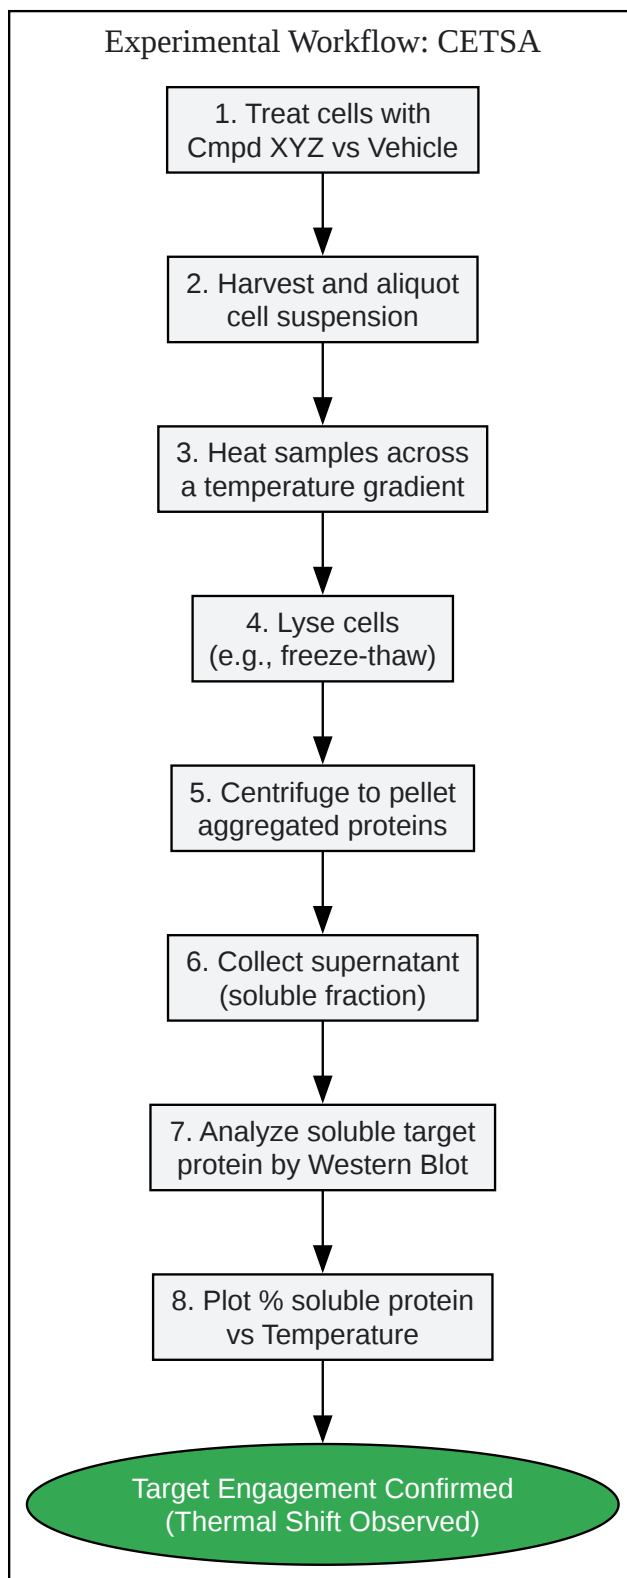 Experimental Workflow: CETSA
1. Treat cells with
Cmpd XYZ vs Vehicle
2. Harvest and aliquot
cell suspension
3. Heat samples across
a temperature gradient
4. Lyse cells
(e.g., freeze-thaw)
5. Centrifuge to pellet
aggregated proteins
6. Collect supernatant
(soluble fraction)
7. Analyze soluble target
protein by Western Blot
8. Plot % soluble protein
vs Temperature
Target Engagement Confirmed
(Thermal Shift Observed)